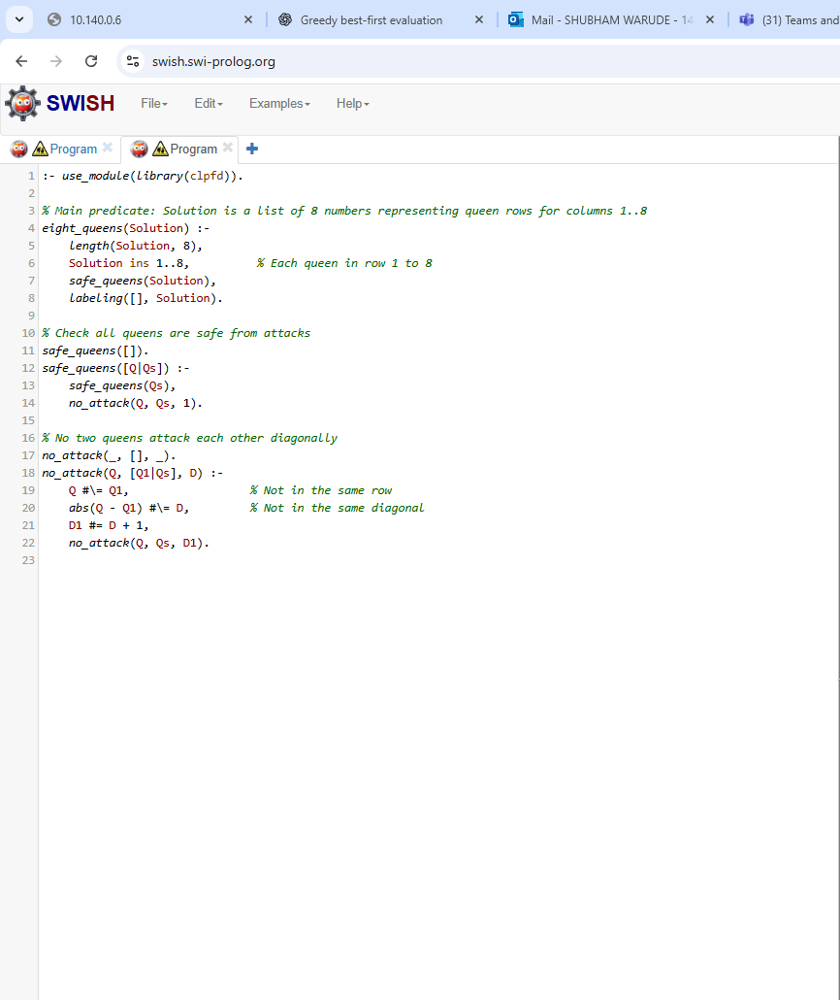 10.140.0.6
Greedy best-first evaluation
Mail - SHUBHAM WARUDE - 14
(31) Teams and
swish.swi-prolog.org
SWISH File Edit Examples Help
Program Program
1 :- use_module(library(clpfd)).
2
3 % Main predicate: Solution is a list of 8 numbers representing queen rows for columns 1..8
4 eight_queens(Solution) :-
5     length(Solution, 8),
6     Solution ins 1..8,          % Each queen in row 1 to 8
7     safe_queens(Solution),
8     labeling([], Solution).
9
10 % Check all queens are safe from attacks
11 safe_queens([]).
12 safe_queens([Q|Qs]) :-
13     safe_queens(Qs),
14     no_attack(Q, Qs, 1).
15
16 % No two queens attack each other diagonally
17 no_attack(_, [], _).
18 no_attack(Q, [Q1|Qs], D) :-
19     Q #\= Q1,                  % Not in the same row
20     abs(Q - Q1) #\= D,         % Not in the same diagonal
21     D1 #= D + 1,
22     no_attack(Q, Qs, D1).
23